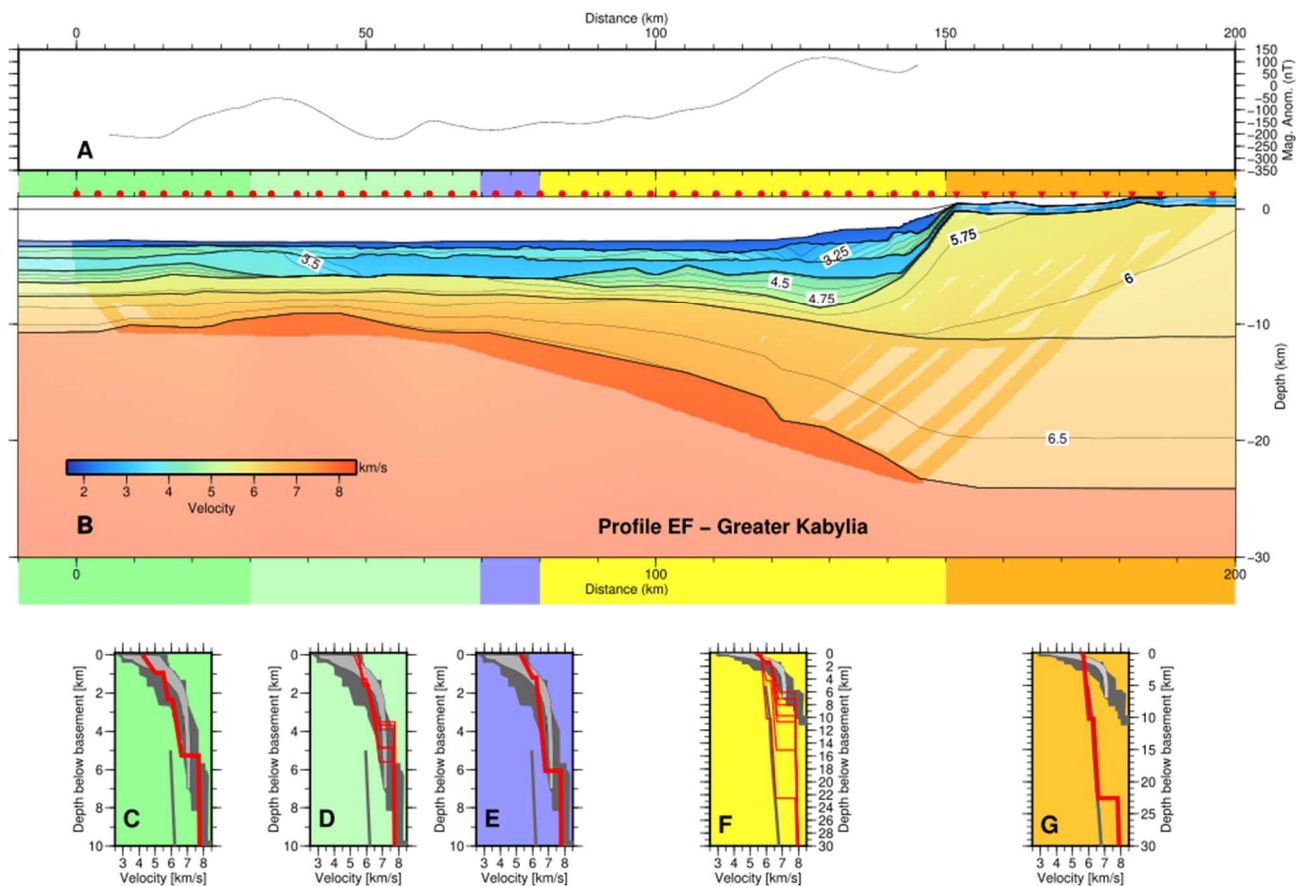 Distance (km)
0 50 100 150 200
150
100
50
0
−50
−100
−150
−200
−250
−300
−350
Mag. Anom. (nT)
A
0
−10
−20
−30
Depth (km)
3.5
3.25
4.5
4.75
5.75
6
6.5
km/s
2 3 4 5 6 7 8
Velocity
B
Profile EF − Greater Kabylia
0 100 200
Distance (km)
0
2
4
6
8
10
Depth below basement [km]
C
3 4 5 6 7 8
Velocity [km/s]
0
2
4
6
8
10
Depth below basement [km]
D
3 4 5 6 7 8
Velocity [km/s]
0
2
4
6
8
10
Depth below basement [km]
E
3 4 5 6 7 8
Velocity [km/s]
0
2
4
6
8
10
12
14
16
18
20
22
24
26
28
30
Depth below basement [km]
F
3 4 5 6 7 8
Velocity [km/s]
0
5
10
15
20
25
30
Depth below basement [km]
G
3 4 5 6 7 8
Velocity [km/s]